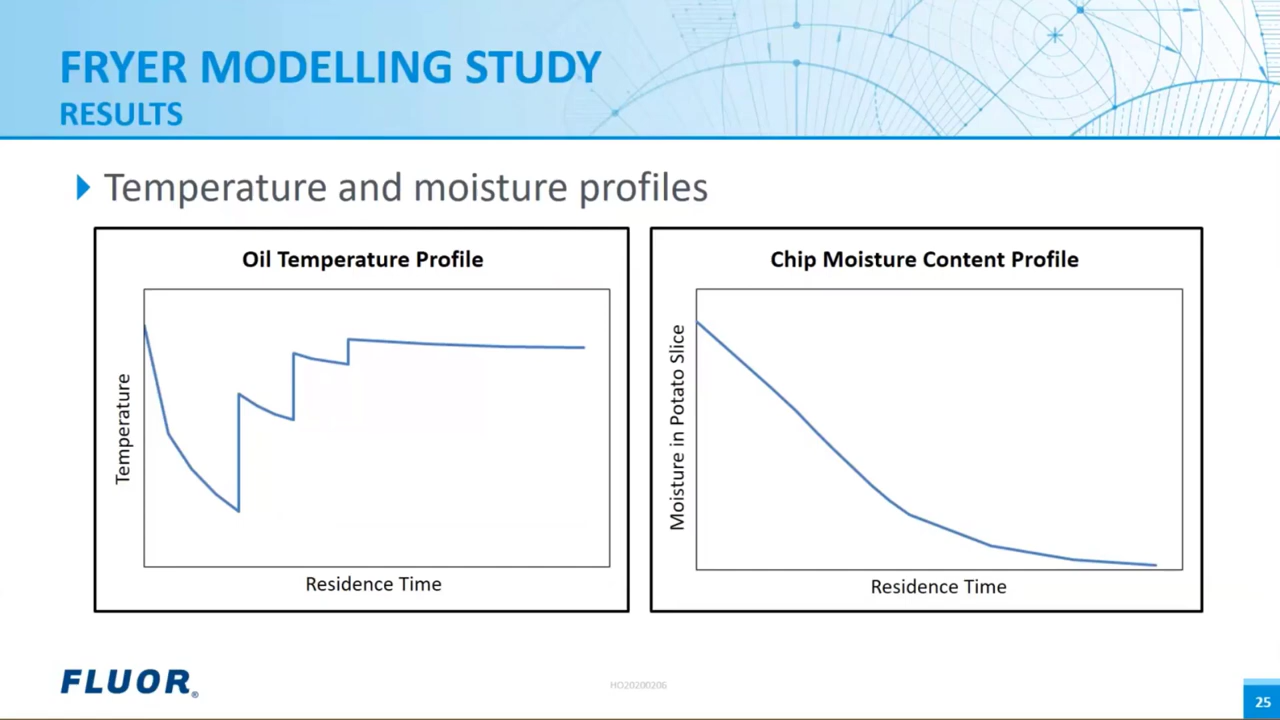 FRYER MODELLING STUDY
RESULTS
Temperature and moisture profiles
Oil Temperature Profile
Temperature
Residence Time
Chip Moisture Content Profile
Moisture in Potato Slice
Residence Time
FLUOR®
HO20200206
25